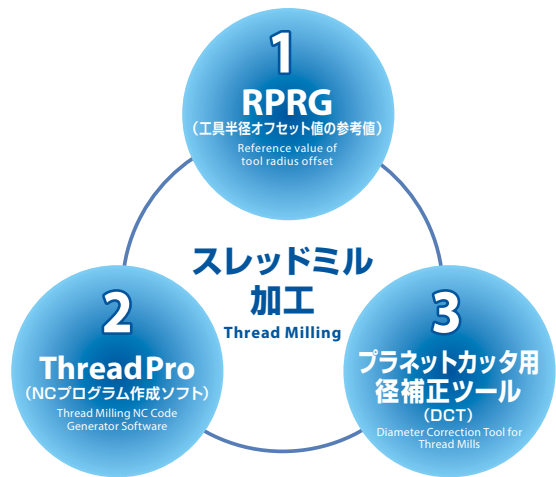 1
RPRG
（工具半径オフセット値の参考値）
Reference value of
tool radius offset
スレッドミル
加工
Thread Milling
2
ThreadPro
（NCプログラム作成ソフト）
Thread Milling NC Code
Generator Software
3
プラネットカッタ用
径補正ツール
（DCT）
Diameter Correction Tool for
Thread Mills